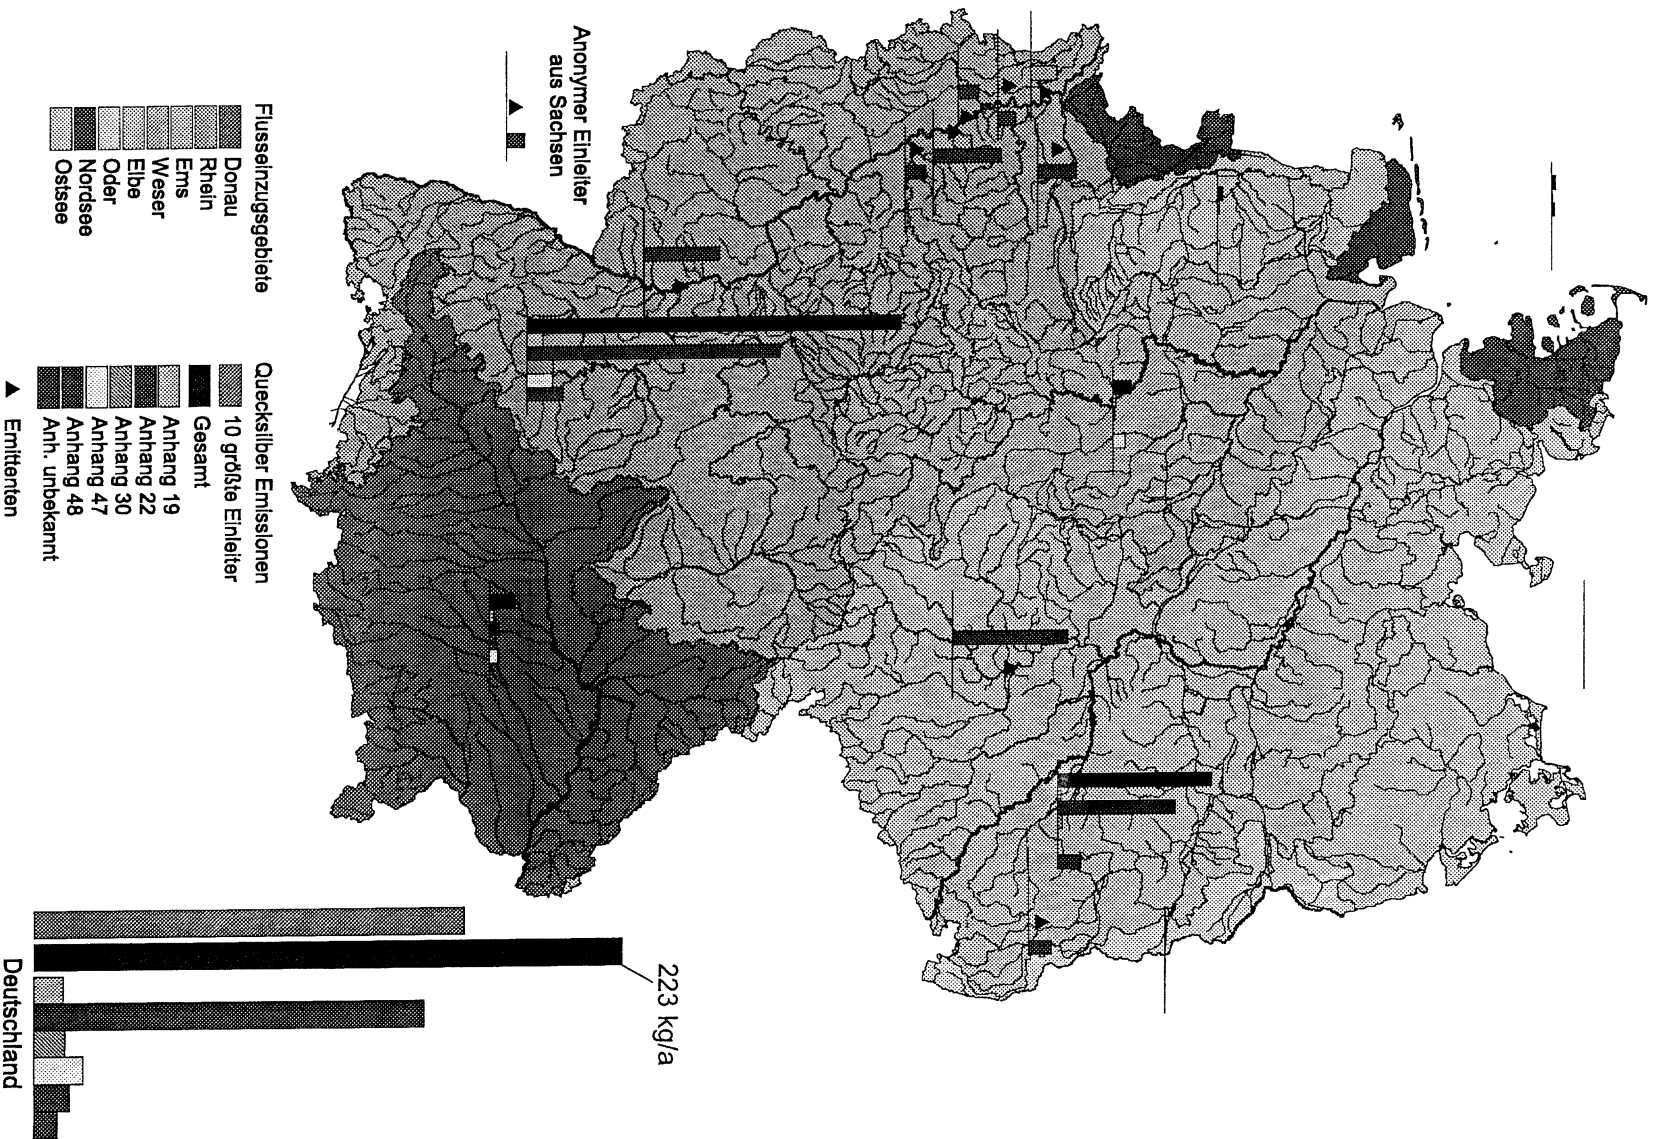 Anonymer Einleiter
aus Sachsen
Flusseinzugsgebiete
Donau
Rhein
Ems
Weser
Elbe
Oder
Nordsee
Ostsee
Quecksilber Emissionen
10 größte Einleiter
Gesamt
Anhang 19
Anhang 22
Anhang 30
Anhang 47
Anhang 48
Anh. unbekannt
Emittenten
223 kg/a
Deutschland